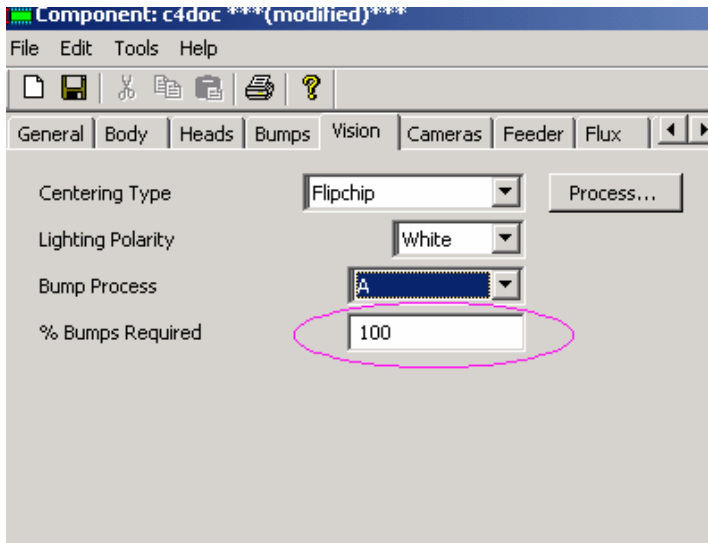 Component: c4doc ***(modified)***
File Edit Tools Help
General Body Heads Bumps Vision Cameras Feeder Flux
Centering Type Flipchip Process...
Lighting Polarity White
Bump Process A
% Bumps Required 100